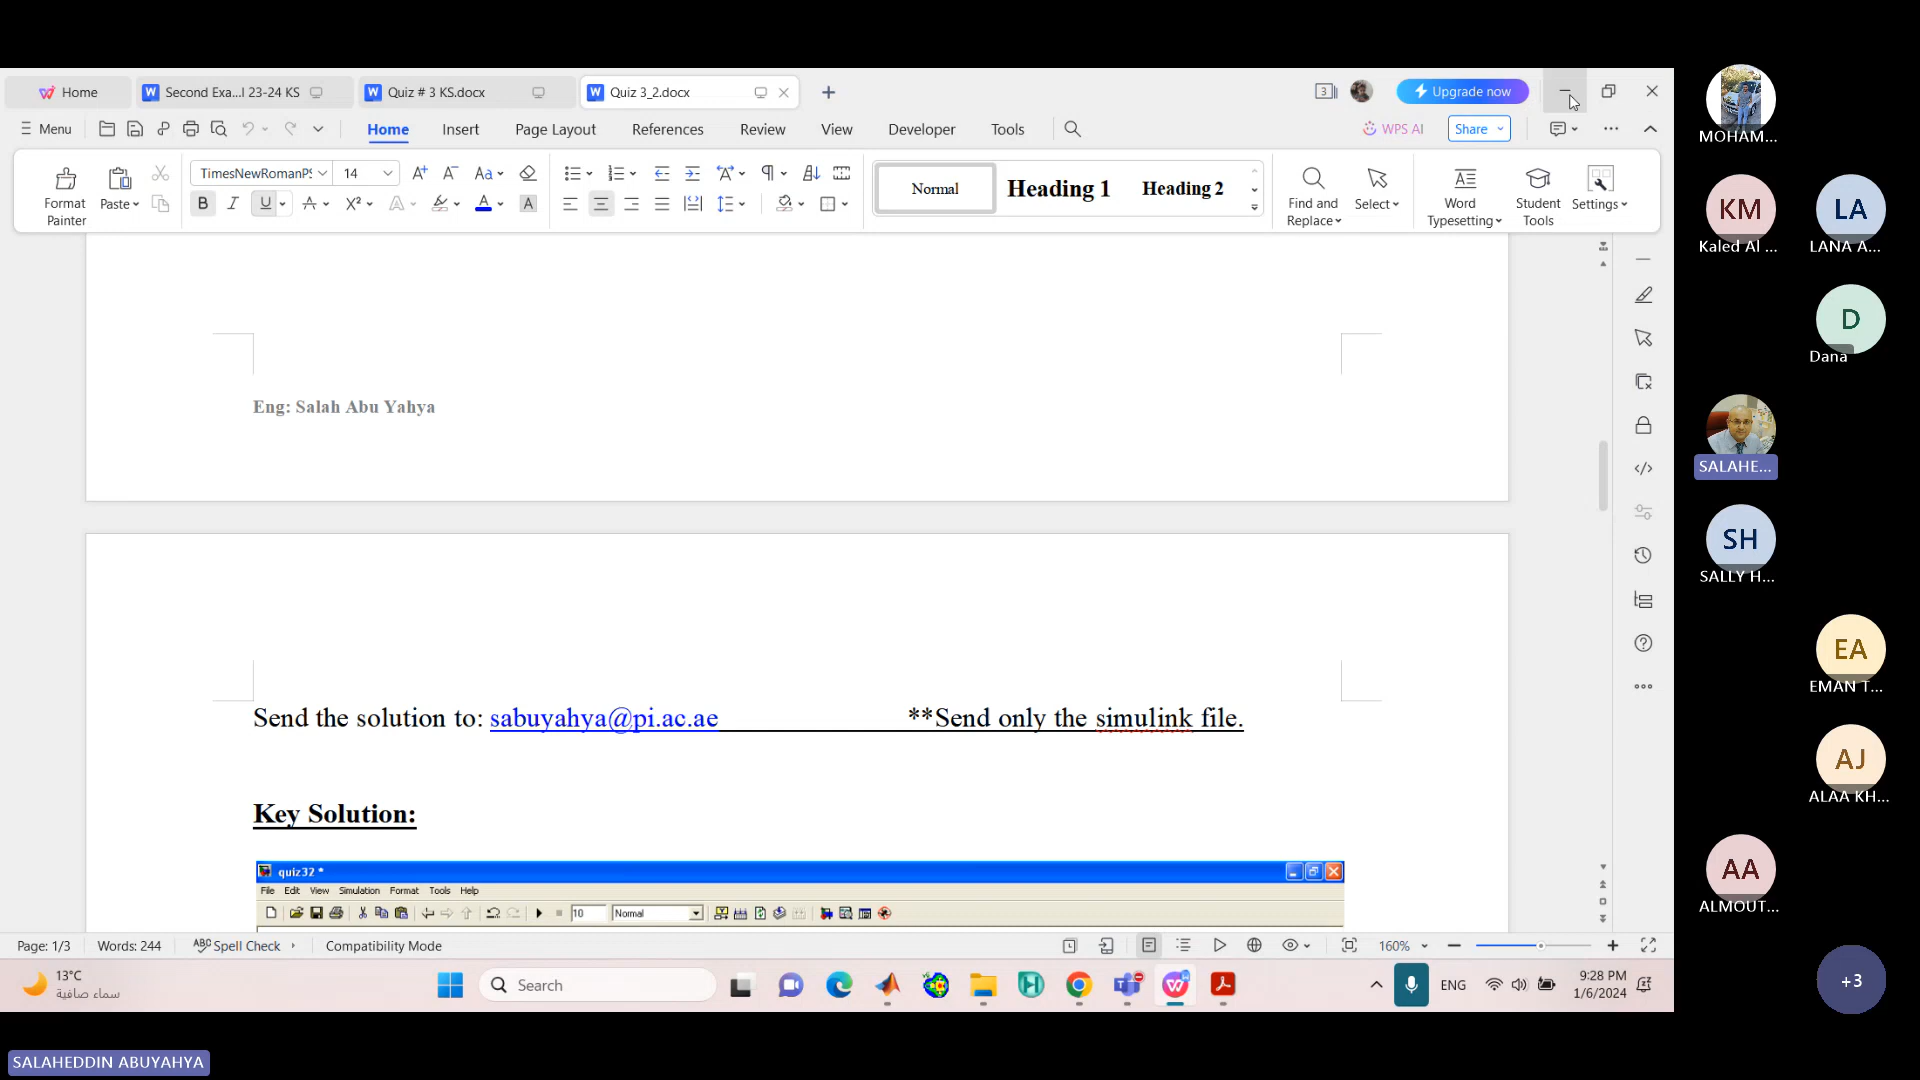 Home
Second Exa...l 23-24 KS
Quiz # 3 KS.docx
Quiz 3_2.docx
Upgrade now
Menu
Home
Insert
Page Layout
References
Review
View
Developer
Tools
WPS AI
Share
Format Painter
Paste
TimesNewRomanPS
14
Normal
Heading 1
Heading 2
Find and Replace
Select
Word Typesetting
Student Tools
Settings
Eng: Salah Abu Yahya
Send the solution to: sabuyahya@pi.ac.ae **Send only the simulink file.
Key Solution:
quiz32 *
File Edit View Simulation Format Tools Help
10
Normal
Page: 1/3
Words: 244
Spell Check
Compatibility Mode
160%
13°C
سماء صافية
Search
ENG
9:28 PM
1/6/2024
MOHAM...
KM
Kaled Al ...
LA
LANA A...
D
Dana
SALAHE...
SH
SALLY H...
EA
EMAN T...
AJ
ALAA KH...
AA
ALMOUT...
+3
SALAHEDDIN ABUYAHYA